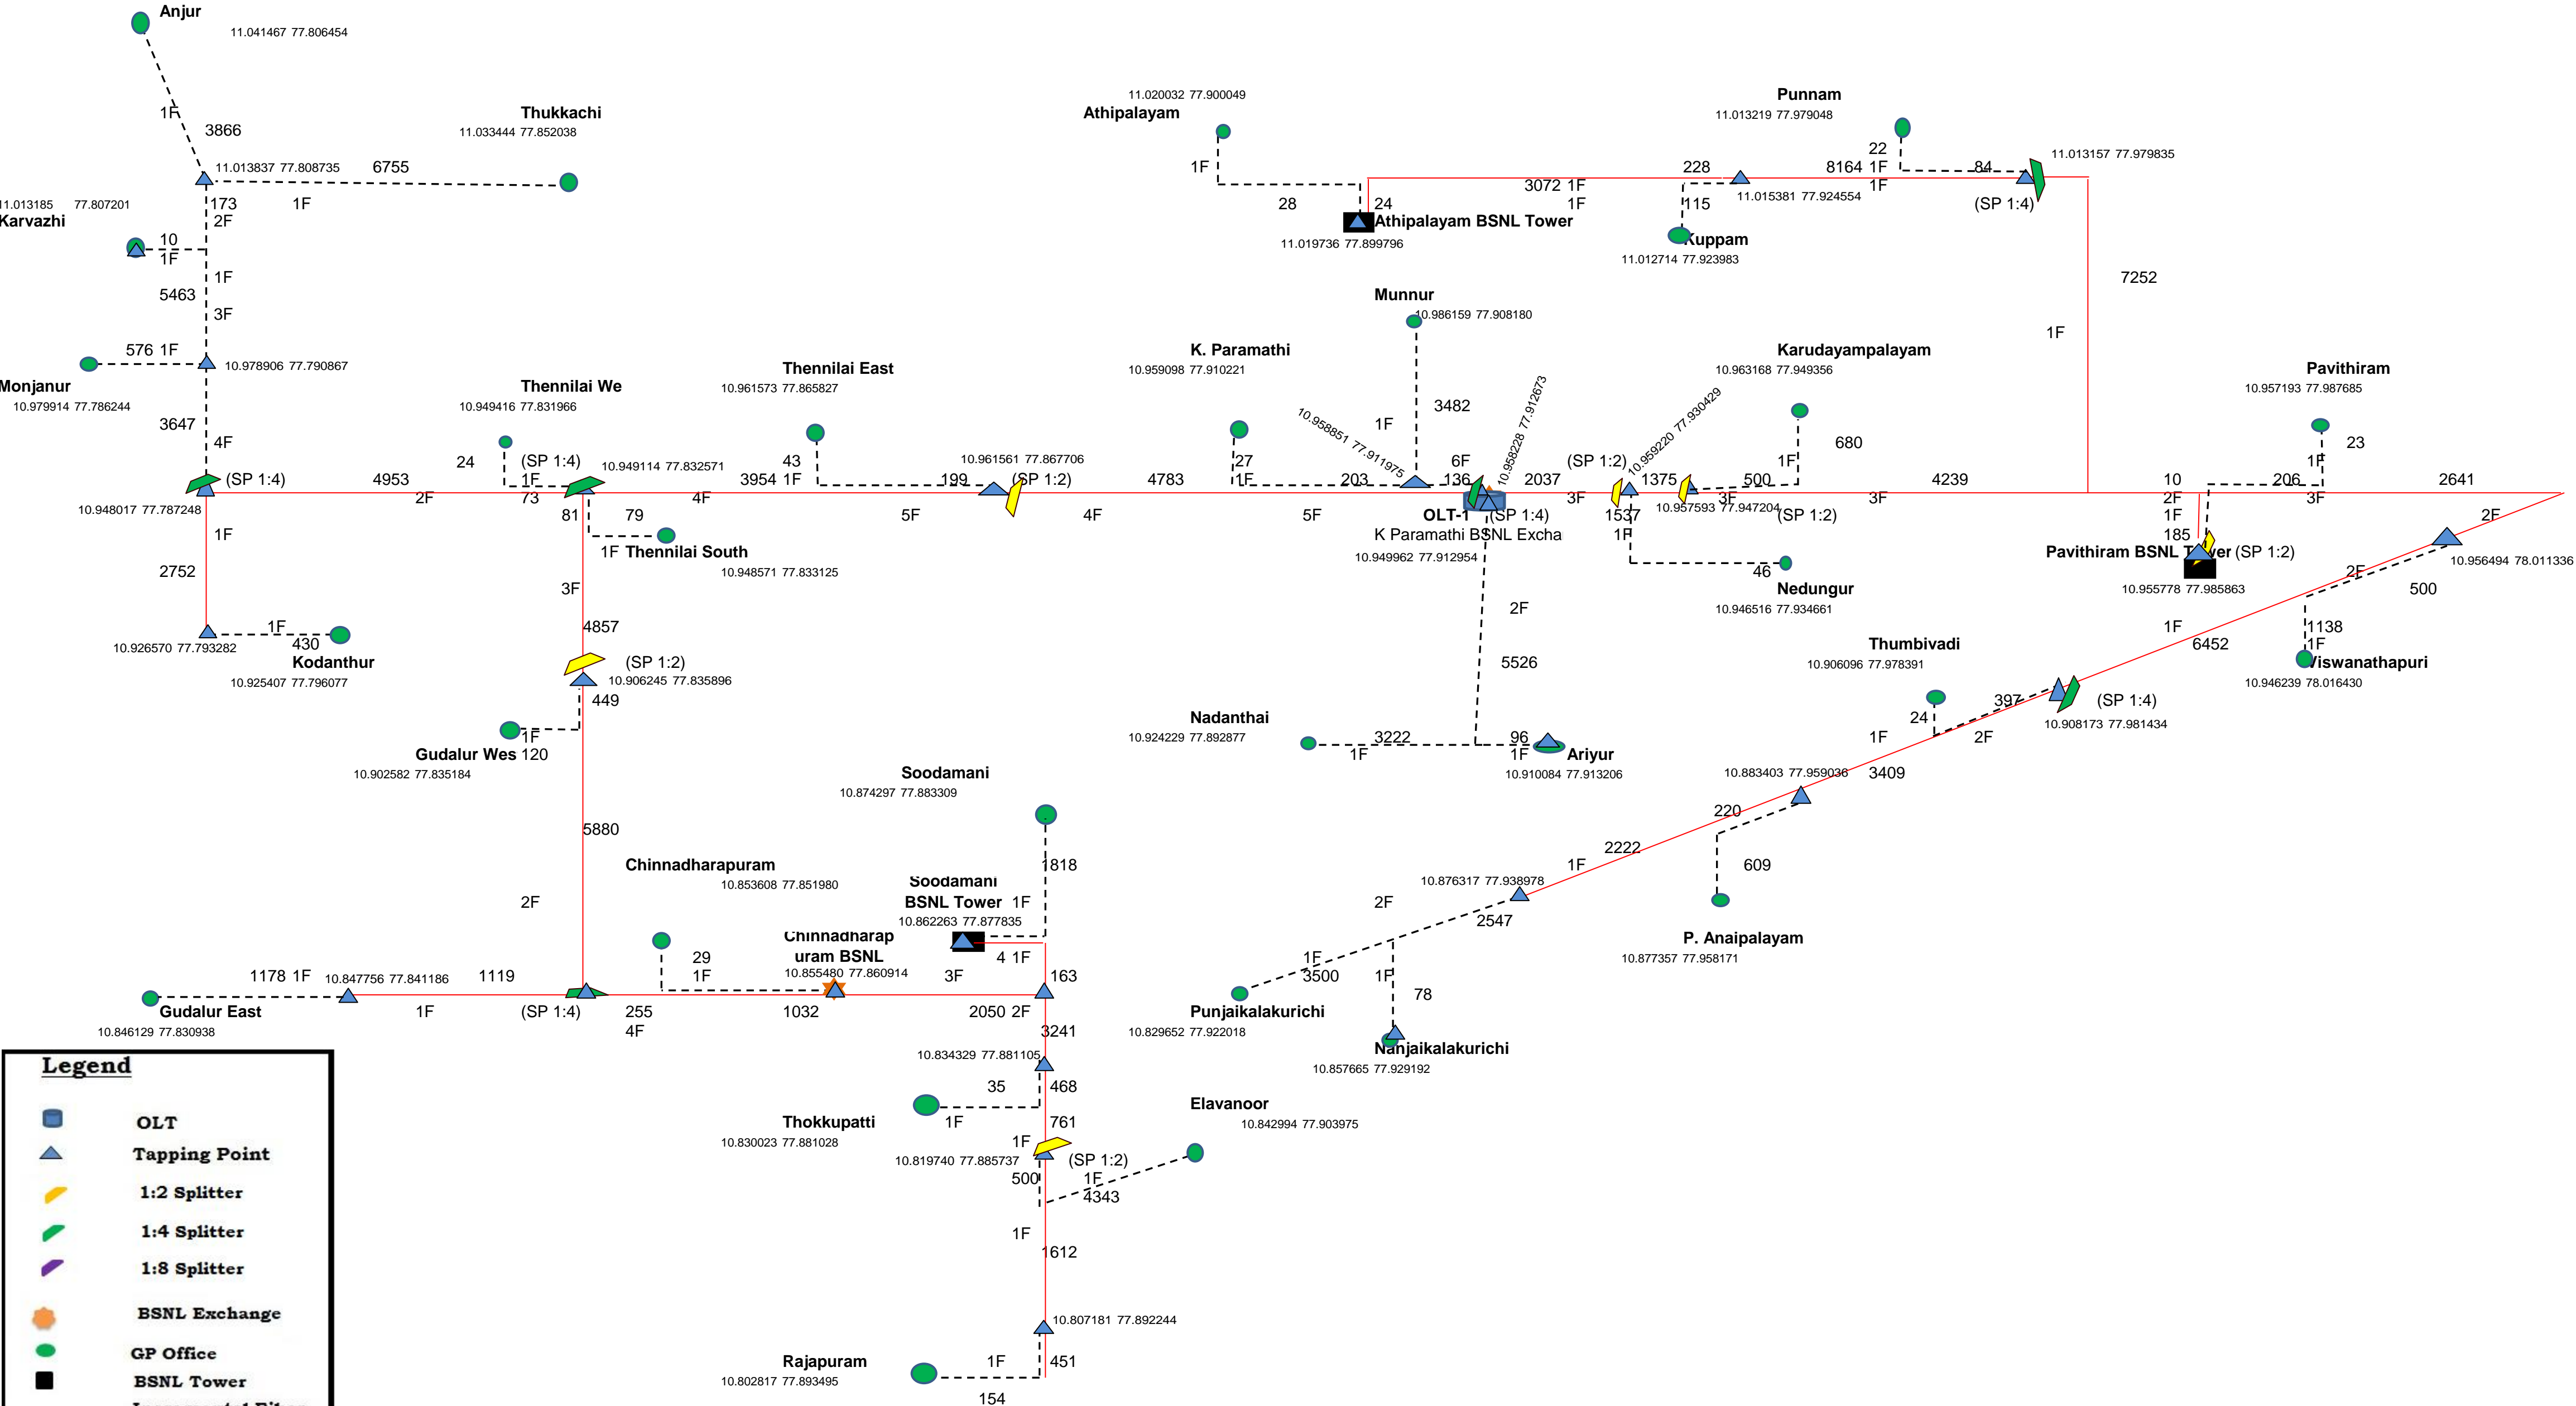 Anjur
11.041467 77.806454
1F
3866
Thukkachi
11.033444 77.852038
11.013837 77.808735
6755
1F
173
2F
11.013185 77.807201
Karvazhi
10
1F
1F
5463
3F
576 1F
10.978906 77.790867
Monjanur
10.979914 77.786244
3647
4F
(SP 1:4)
10.948017 77.787248
4953
2F
1F
2752
10.926570 77.793282
1F
430
Kodanthur
10.925407 77.796077
Thennilai We
10.949416 77.831966
24
(SP 1:4)
1F
73
10.949114 77.832571
81
79
1F
Thennilai South
10.948571 77.833125
3954 1F
4F
Thennilai East
10.961573 77.865827
43
5F
199
10.961561 77.867706
(SP 1:2)
4783
4F
3F
4857
(SP 1:2)
10.906245 77.835896
449
1F
Gudalur Wes 120
10.902582 77.835184
5880
2F
1178 1F
10.847756 77.841186
1119
Gudalur East
10.846129 77.830938
1F
(SP 1:4)
255
4F
Chinnadharapuram
10.853608 77.851980
29
1F
Chinnadharap
uram BSNL
10.855480 77.860914
1032
Soodamani
10.874297 77.883309
1818
1F
Soodamani
BSNL Tower
10.862263 77.877835
4 1F
3F
163
2050 2F
3241
10.834329 77.881105
35
468
1F
Thokkupatti
10.830023 77.881028
761
1F
10.819740 77.885737
(SP 1:2)
500
1F
4343
Elavanoor
10.842994 77.903975
1F
1612
10.807181 77.892244
Rajapuram
10.802817 77.893495
1F
451
154
11.020032 77.900049
Athipalayam
1F
28
24
Athipalayam BSNL Tower
11.019736 77.899796
3072 1F
1F
228
115
Kuppam
11.012714 77.923983
11.015381 77.924554
8164 1F
1F
Punnam
11.013219 77.979048
22
84
11.013157 77.979835
(SP 1:4)
7252
1F
Munnur
10.986159 77.908180
3482
1F
K. Paramathi
10.959098 77.910221
27
1F
203
5F
10.958851 77.911975
6F
136
10.958228 77.912673
OLT-1
(SP 1:4)
K Paramathi BSNL Excha
10.949962 77.912954
2037
3F
(SP 1:2)
10.959220 77.930429
1375
1537
1F
46
Nedungur
10.946516 77.934661
Karudayampalayam
10.963168 77.949356
680
1F
500
3F
10.957593 77.947204
(SP 1:2)
4239
3F
2F
5526
Nadanthai
10.924229 77.892877
3222
1F
96
1F
Ariyur
10.910084 77.913206
Pavithiram
10.957193 77.987685
23
1F
10
2F
1F
185
206
3F
2641
2F
Pavithiram BSNL Tower (SP 1:2)
10.955778 77.985863
10.956494 78.011336
2F
500
1138
1F
Viswanathapuri
10.946239 78.016430
1F
6452
Thumbivadi
10.906096 77.978391
24
397
(SP 1:4)
10.908173 77.981434
1F
2F
3409
10.883403 77.959036
220
609
P. Anaipalayam
10.877357 77.958171
2222
1F
10.876317 77.938978
2F
2547
1F
3500
Punjaikalakurichi
10.829652 77.922018
1F
78
Nanjaikalakurichi
10.857665 77.929192
Legend
OLT
Tapping Point
1:2 Splitter
1:4 Splitter
1:8 Splitter
BSNL Exchange
GP Office
BSNL Tower